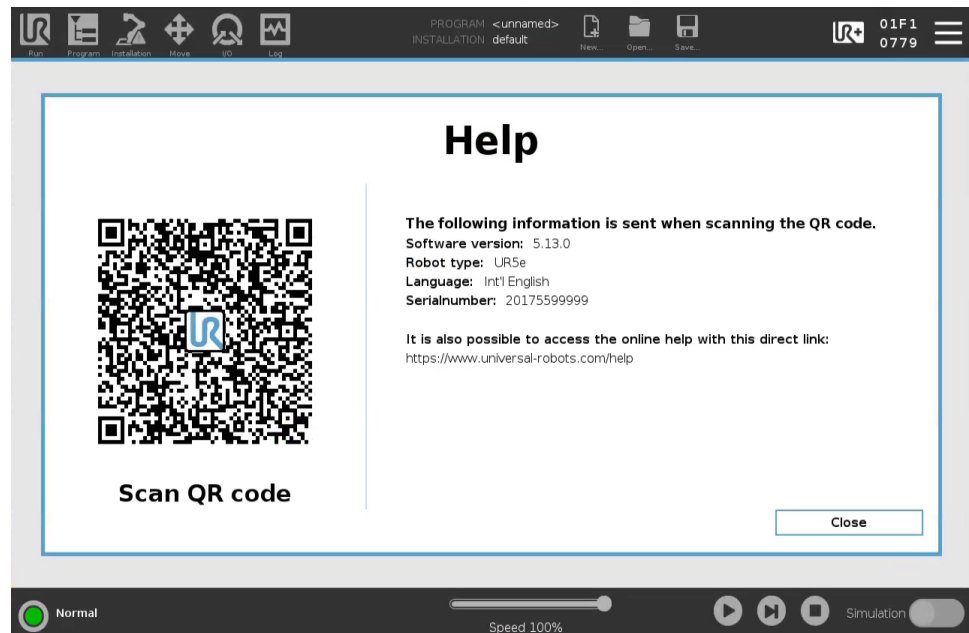 Run Program Installation Move I/O Log
PROGRAM <unnamed>
INSTALLATION default
New... Open... Save...
UR+
01F1
0779
Help
The following information is sent when scanning the QR code.
Software version: 5.13.0
Robot type: UR5e
Language: Int'l English
Serialnumber: 20175599999
It is also possible to access the online help with this direct link:
https://www.universal-robots.com/help
UR
Scan QR code
Close
Normal
Speed 100%
Simulation